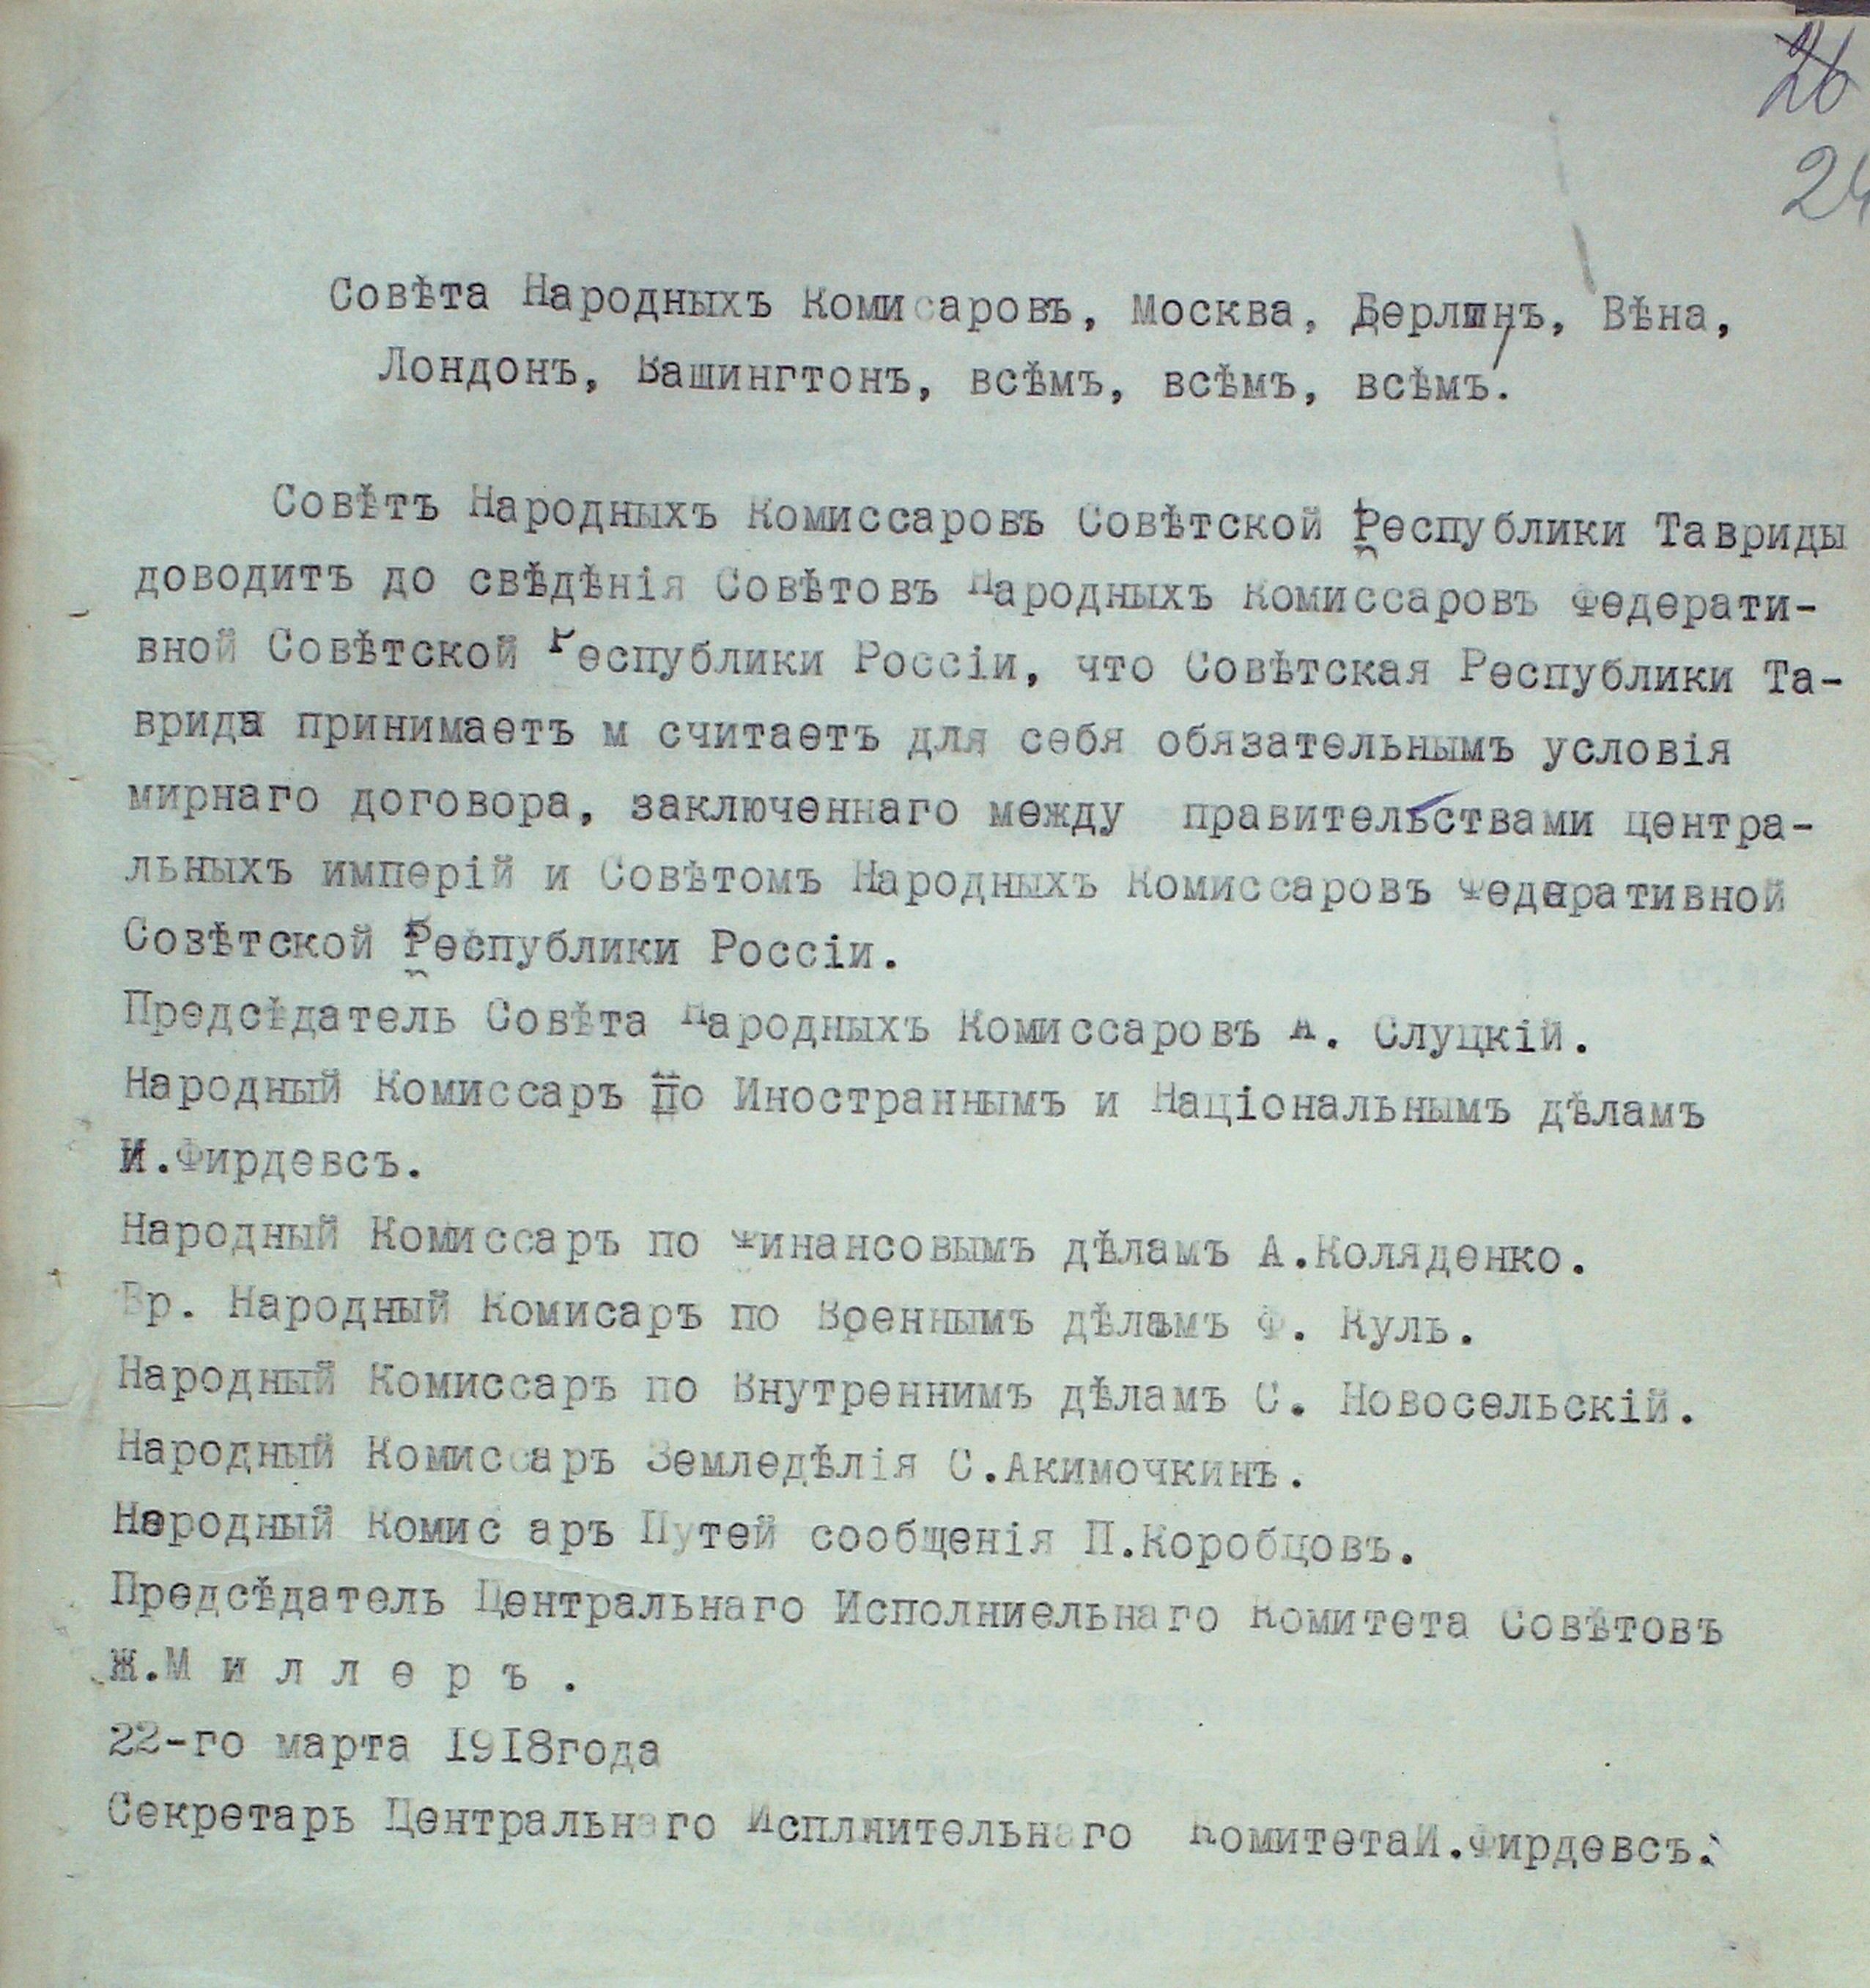 26
24
Совѣта Народныхъ Комисаровъ, Москва, Берлинъ, Вѣна,
Лондонъ, Вашингтонъ, всѣмъ, всѣмъ, всѣмъ.
Совѣтъ Народныхъ Комиссаровъ Совѣтской Республики Тавриды
доводитъ до свѣдѣнія Совѣтовъ Народныхъ Комиссаровъ Федерати-
вной Совѣтской Республики Россіи, что Совѣтская Республики Та-
врида принимаетъ м считаетъ для себя обязательнымъ условія
мирнаго договора, заключеннаго между правительствами центра-
льныхъ имперій и Совѣтомъ Народныхъ Комиссаровъ Федеративной
Совѣтской Республики Россіи.
Предсѣдатель Совѣта Народныхъ Комиссаровъ А. Слуцкій.
Народный Комиссаръ по Иностраннымъ и Національнымъ дѣламъ
И.Фирдевсъ.
Народный Комиссаръ по Финансовымъ дѣламъ А.Коляденко.
Вр. Народный Комисаръ по Военнымъ дѣламъ Ф. Куль.
Народный Комиссаръ по Внутреннимъ дѣламъ С. Новосельскій.
Народный Комиссаръ Земледѣлія С.Акимочкинъ.
Народный Комис аръ Путей сообщенія П.Коробцовъ.
Предсѣдатель Центральнаго Исполниельнаго Комитета Совѣтовъ
Ж.М и л л е р ъ .
22-го марта 1918года
Секретарь Центральнаго Исплнительнаго КомитетаИ.Фирдевсъ.